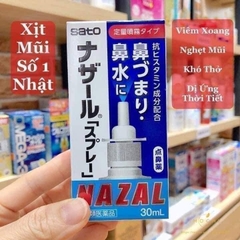 Xịt
Mũi
Số 1
Nhật
Viêm Xoang
Nghẹt Mũi
Khó Thở
Dị Ứng
Thời Tiết
sato
定量噴霧タイプ
ナザール「スプレー」
抗ヒスタミン成分配合
鼻づまり・
鼻水に
点鼻薬
NAZAL
30mL